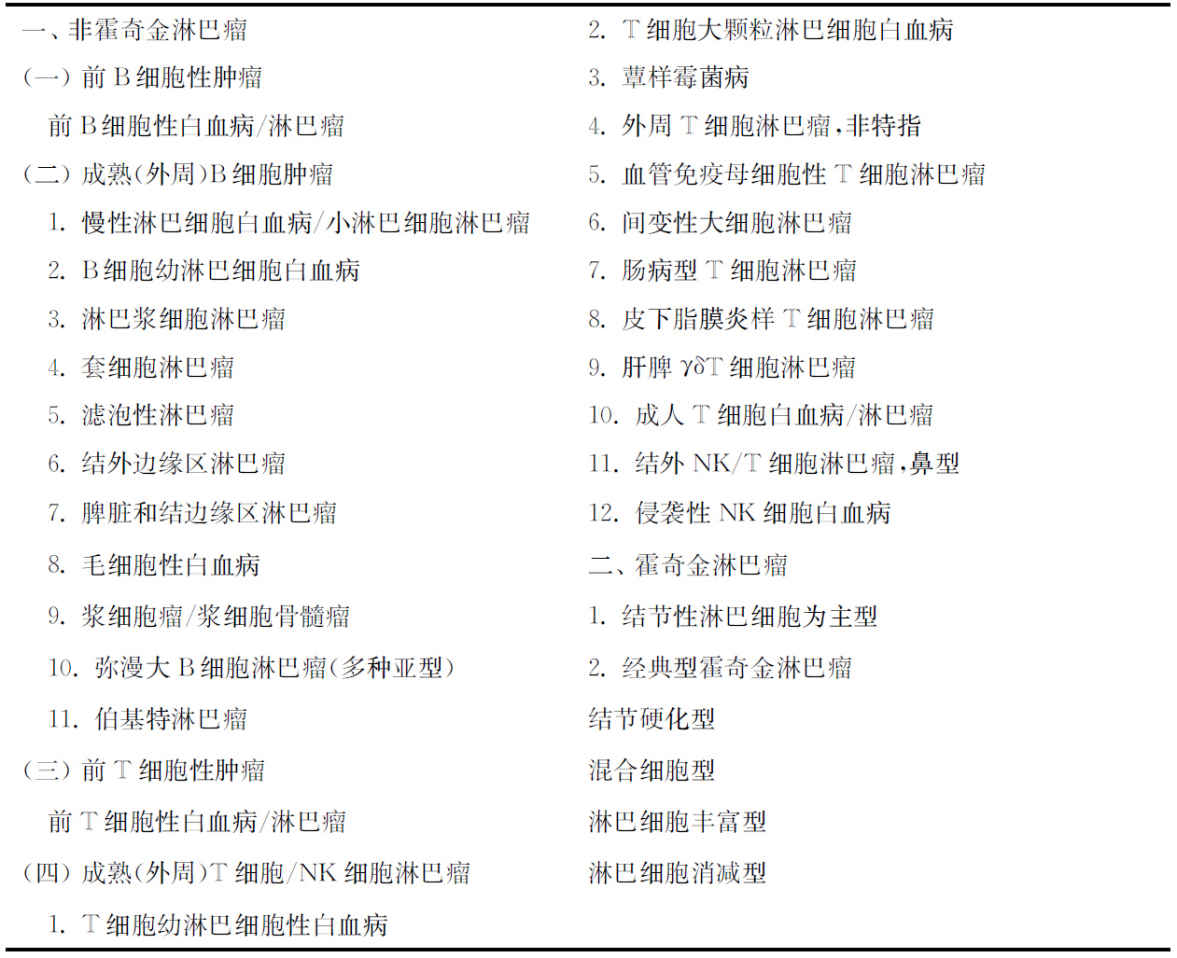 一、非霍奇金淋巴瘤
(一) 前 B 细胞性肿瘤
前 B 细胞性白血病/淋巴瘤
(二) 成熟(外周)B 细胞肿瘤
1. 慢性淋巴细胞白血病/小淋巴细胞淋巴瘤
2. B 细胞幼淋巴细胞白血病
3. 淋巴浆细胞淋巴瘤
4. 套细胞淋巴瘤
5. 滤泡性淋巴瘤
6. 结外边缘区淋巴瘤
7. 脾脏和结边缘区淋巴瘤
8. 毛细胞性白血病
9. 浆细胞瘤/浆细胞骨髓瘤
10. 弥漫大 B 细胞淋巴瘤(多种亚型)
11. 伯基特淋巴瘤
(三) 前 T 细胞性肿瘤
前 T 细胞性白血病/淋巴瘤
(四) 成熟(外周)T 细胞/NK 细胞淋巴瘤
1. T 细胞幼淋巴细胞性白血病
2. T 细胞大颗粒淋巴细胞白血病
3. 蕈样霉菌病
4. 外周 T 细胞淋巴瘤,非特指
5. 血管免疫母细胞性 T 细胞淋巴瘤
6. 间变性大细胞淋巴瘤
7. 肠病型 T 细胞淋巴瘤
8. 皮下脂膜炎样 T 细胞淋巴瘤
9. 肝脾 γδT 细胞淋巴瘤
10. 成人 T 细胞白血病/淋巴瘤
11. 结外 NK/T 细胞淋巴瘤,鼻型
12. 侵袭性 NK 细胞白血病
二、霍奇金淋巴瘤
1. 结节性淋巴细胞为主型
2. 经典型霍奇金淋巴瘤
结节硬化型
混合细胞型
淋巴细胞丰富型
淋巴细胞消减型